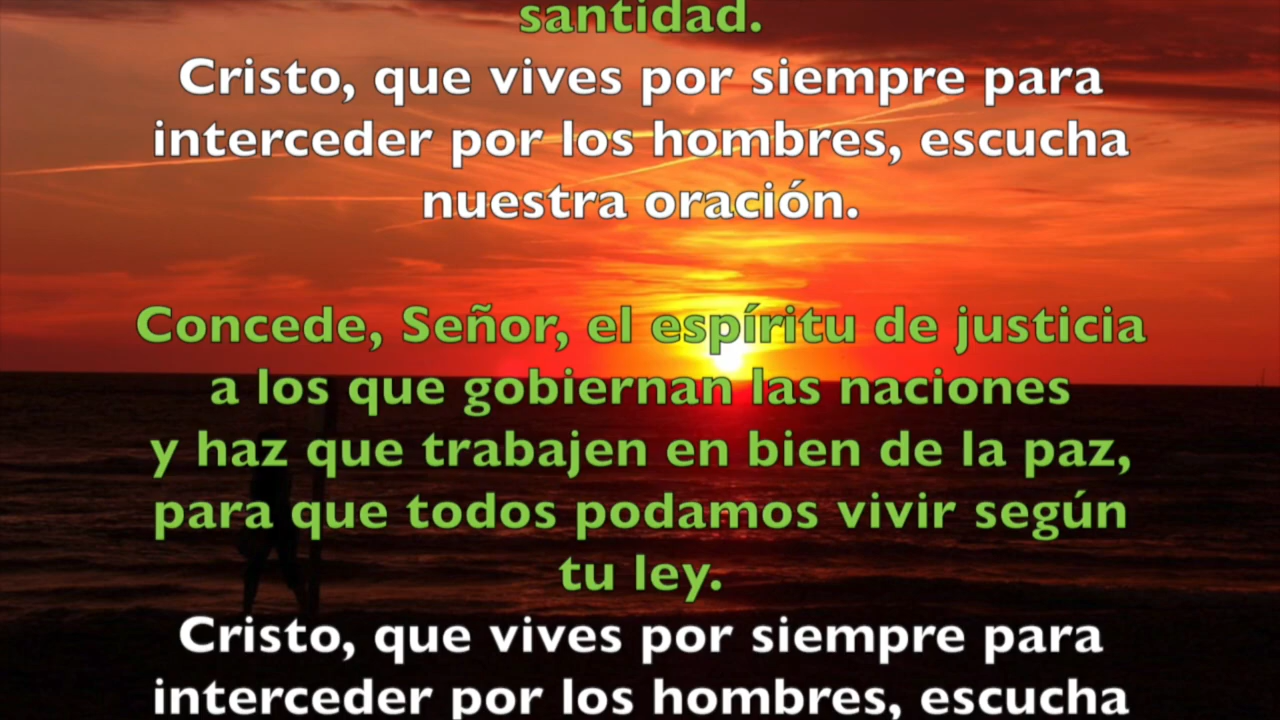 santidad.
Cristo, que vives por siempre para
interceder por los hombres, escucha
nuestra oración.
Concede, Señor, el espíritu de justicia
a los que gobiernan las naciones
y haz que trabajen en bien de la paz,
para que todos podamos vivir según
tu ley.
Cristo, que vives por siempre para
interceder por los hombres, escucha